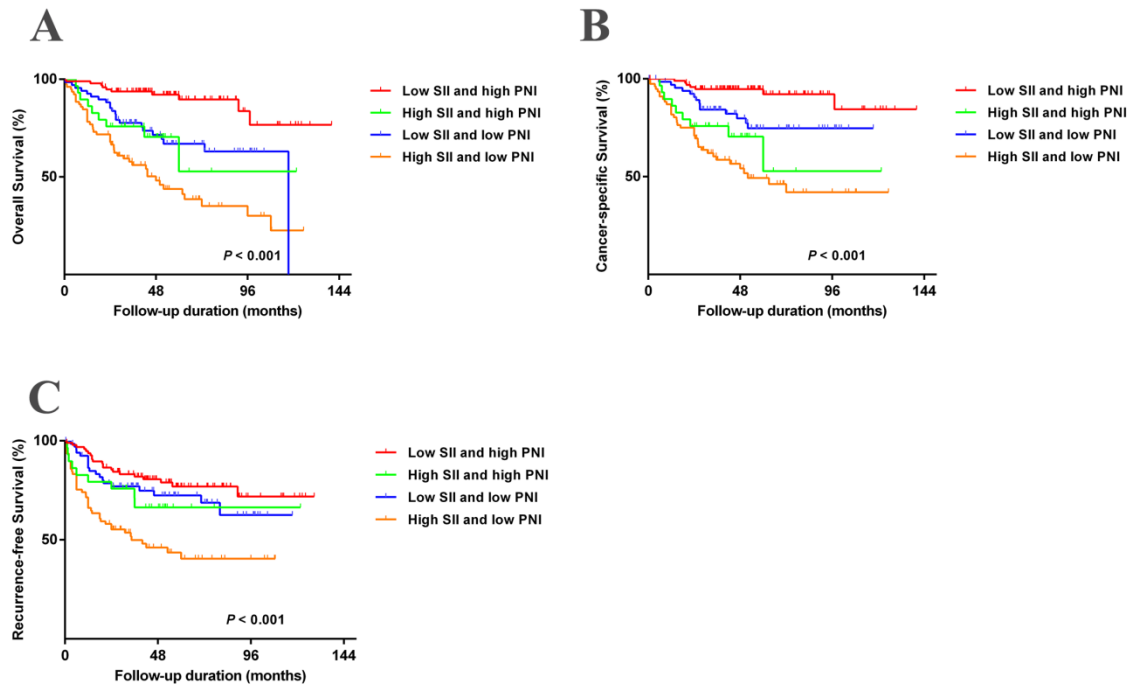 A
Overall Survival (%)
100
50
0 48 96 144
Follow-up duration (months)
P < 0.001
Low SII and high PNI
High SII and high PNI
Low SII and low PNI
High SII and low PNI
B
Cancer-specific Survival (%)
100
50
0 48 96 144
Follow-up duration (months)
P < 0.001
Low SII and high PNI
High SII and high PNI
Low SII and low PNI
High SII and low PNI
C
Recurrence-free Survival (%)
100
50
0 48 96 144
Follow-up duration (months)
P < 0.001
Low SII and high PNI
High SII and high PNI
Low SII and low PNI
High SII and low PNI